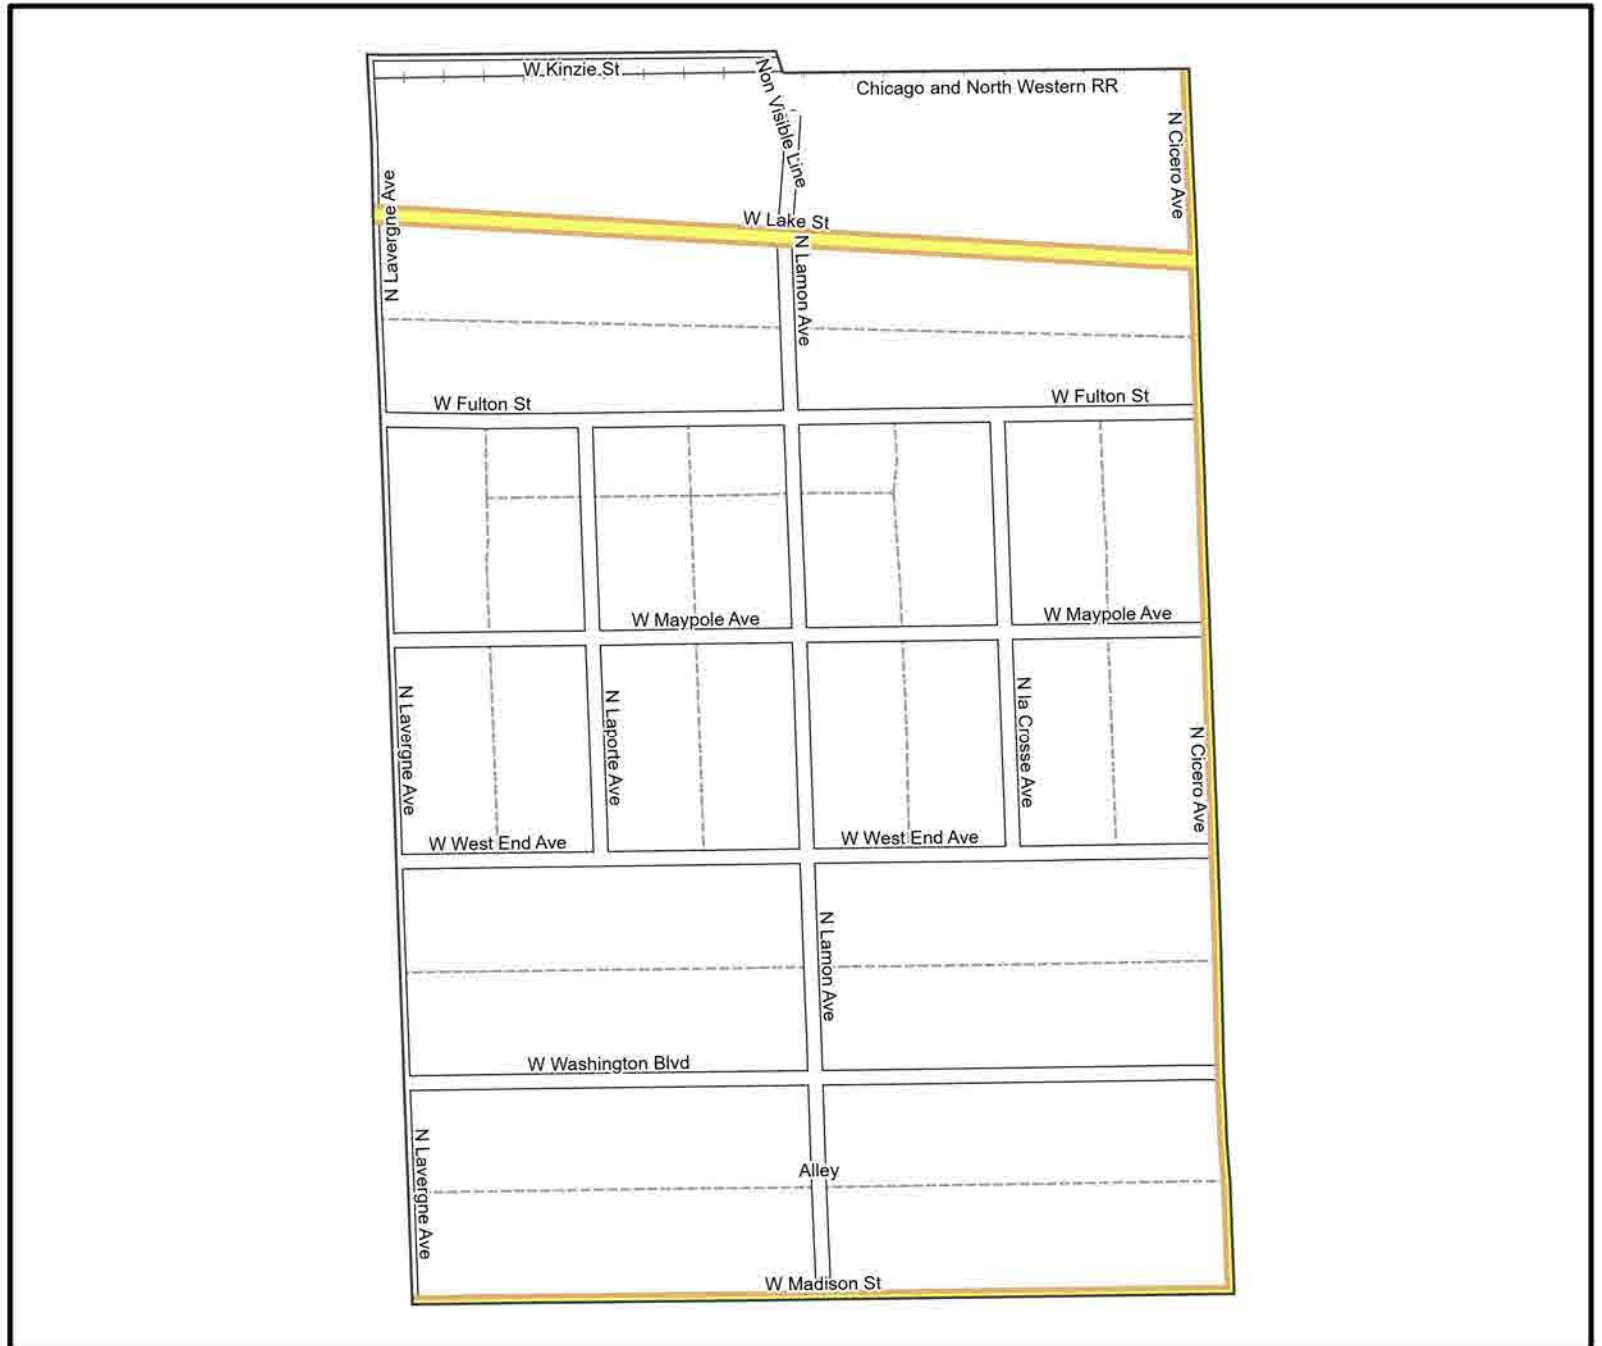 W Kinzie St
Non Visible Line
Chicago and North Western RR
N Cicero Ave
N Lavergne Ave
W Lake St
N Lamon Ave
W Fulton St
W Fulton St
W Maypole Ave
W Maypole Ave
N Lavergne Ave
N Laporte Ave
N la Crosse Ave
N Cicero Ave
W West End Ave
W West End Ave
N Lamon Ave
W Washington Blvd
N Lavergne Ave
Alley
W Madison St